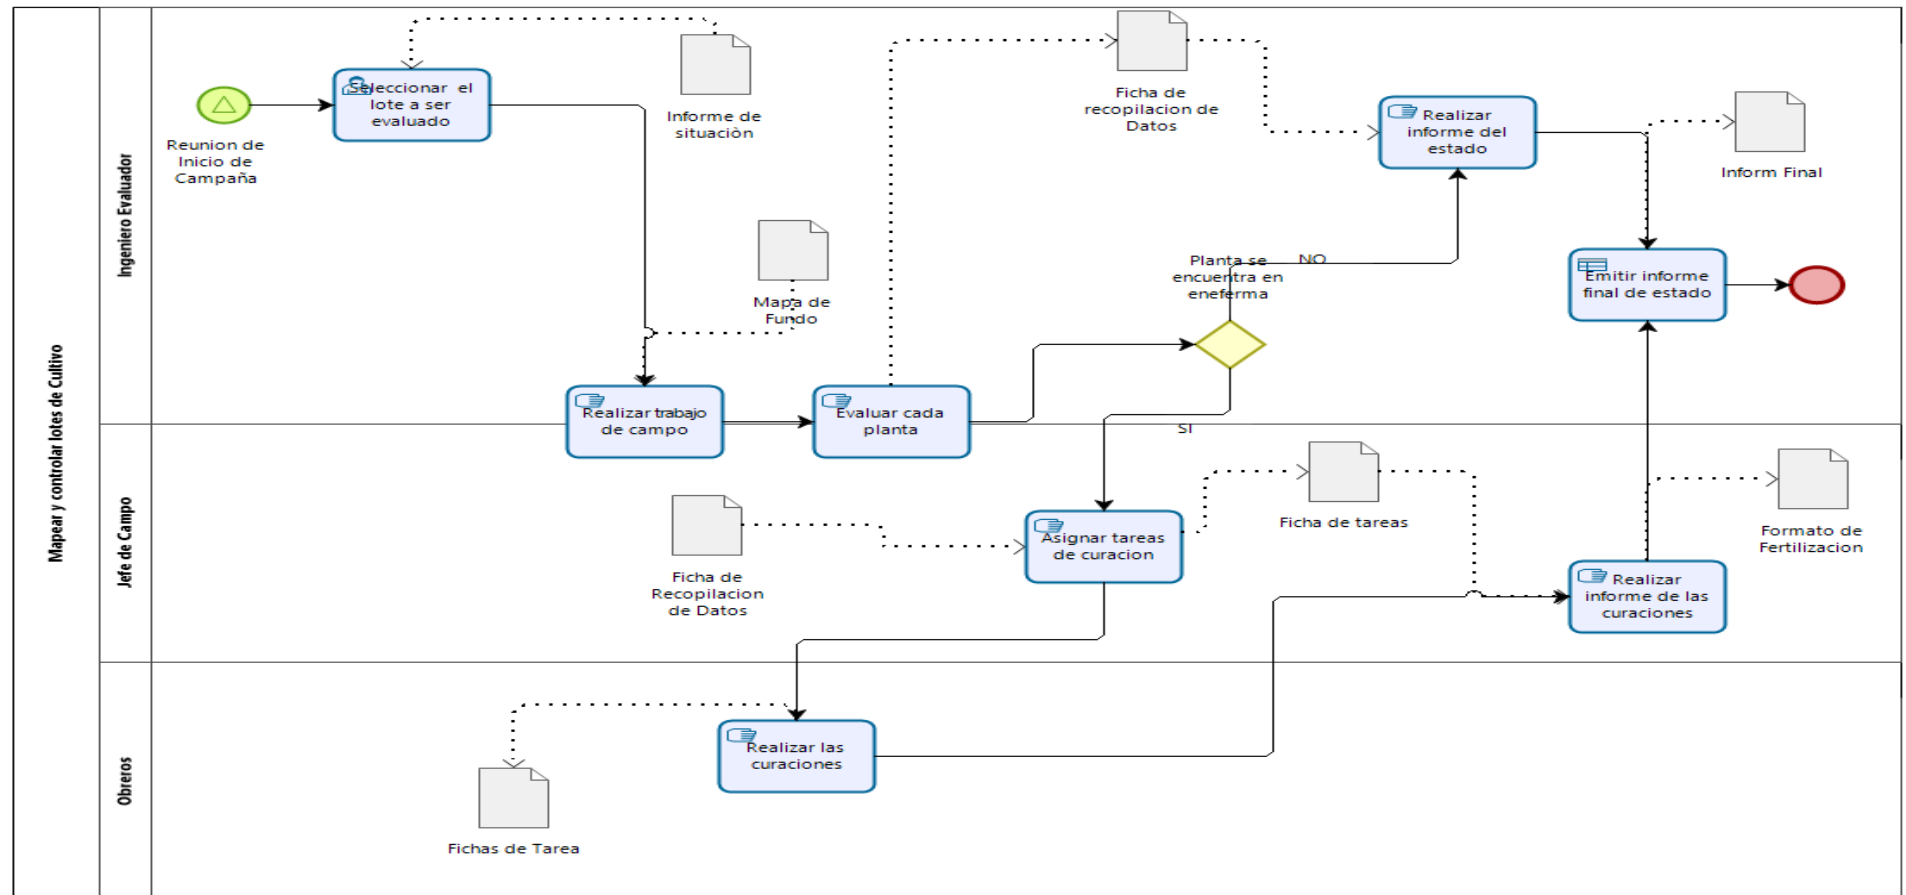 Mapear y controlar lotes de Cultivo
Ingeniero Evaluador
Reunion de
Inicio de
Campaña
Seleccionar el
lote a ser
evaluado
Informe de
situaciòn
Mapa de
Fundo
Ficha de
recopilacion de
Datos
Realizar
informe del
estado
Inform Final
Planta se
encuentra en
eneferma
NO
Emitir informe
final de estado
Realizar trabajo
de campo
Evaluar cada
planta
SI
Jefe de Campo
Ficha de
Recopilacion
de Datos
Asignar tareas
de curacion
Ficha de tareas
Formato de
Fertilizacion
Realizar
informe de las
curaciones
Obreros
Realizar las
curaciones
Fichas de Tarea